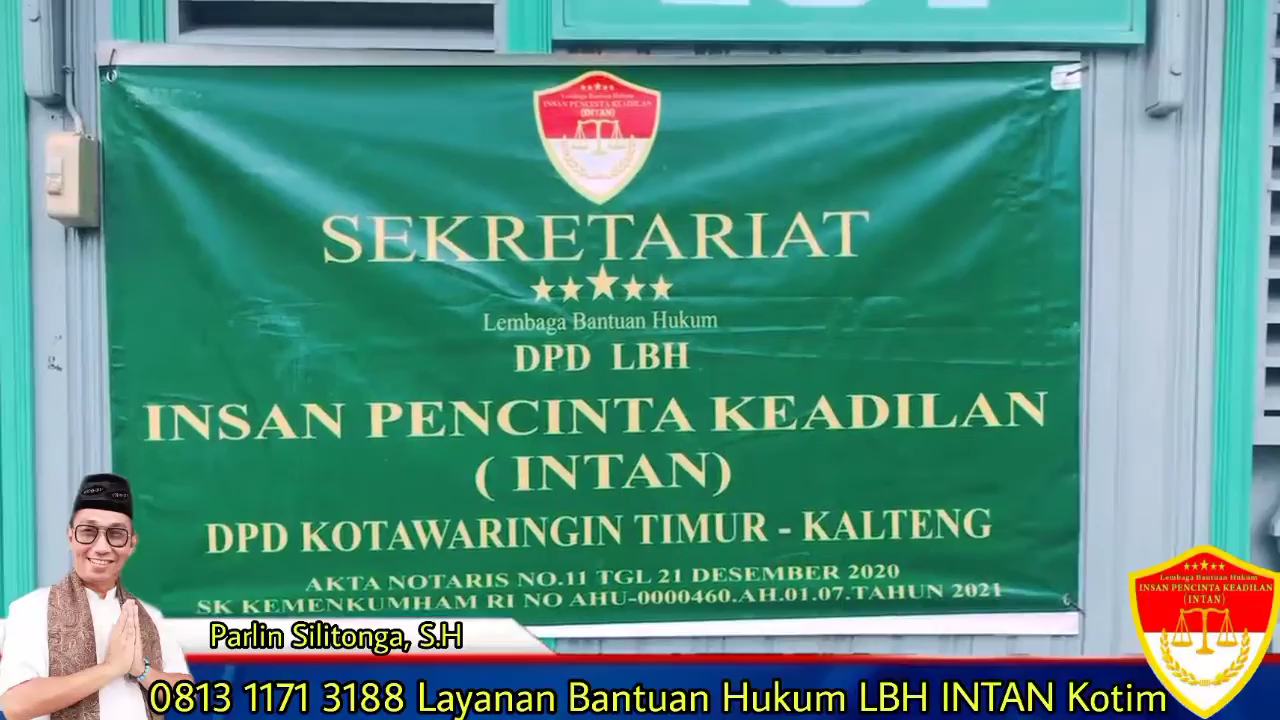 Lembaga Bantuan Hukum
INSAN PENCINTA KEADILAN
(INTAN)
SEKRETARIAT
Lembaga Bantuan Hukum
DPD LBH
INSAN PENCINTA KEADILAN
( INTAN)
DPD KOTAWARINGIN TIMUR - KALTENG
AKTA NOTARIS NO.11 TGL 21 DESEMBER 2020
SK KEMENKUMHAM RI NO AHU-0000460.AH.01.07.TAHUN 2021
Lembaga Bantuan Hukum
INSAN PENCINTA KEADILAN
(INTAN)
Parlin Silitonga, S.H
0813 1171 3188 Layanan Bantuan Hukum LBH INTAN Kotim